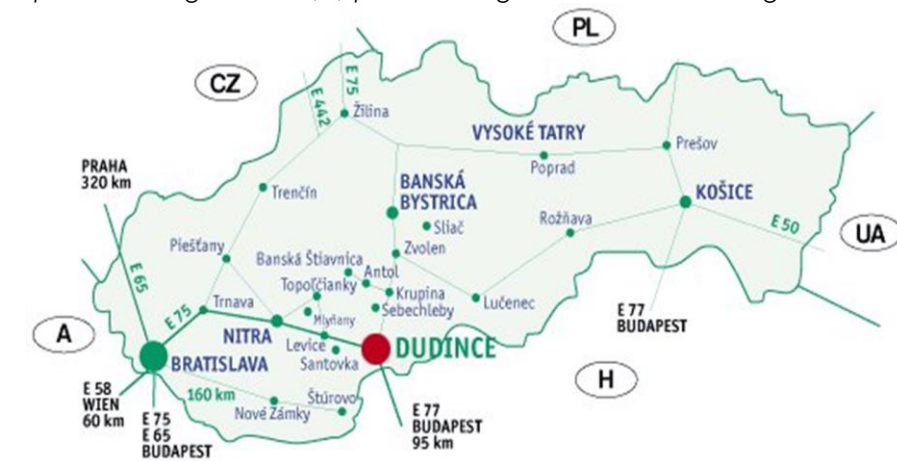 PL
CZ
E 75
E 442
Žilina
VYSOKÉ TATRY
Prešov
Poprad
PRAHA
320 km
Trenčín
BANSKÁ
BYSTRICA
KOŠICE
Sliač
Rožňava
E 50
UA
Piešťany
Zvolen
Banská Štiavnica
Antol
E 65
Topoľčianky
Krupina
Lučenec
Trnava
Sebechleby
E 77
BUDAPEST
E 75
Mlyňany
A
NITRA
Levice
DUDINCE
BRATISLAVA
Santovka
H
E 58
WIEN
60 km
160 km
Štúrovo
Nové Zámky
E 75
E 65
BUDAPEST
E 77
BUDAPEST
95 km